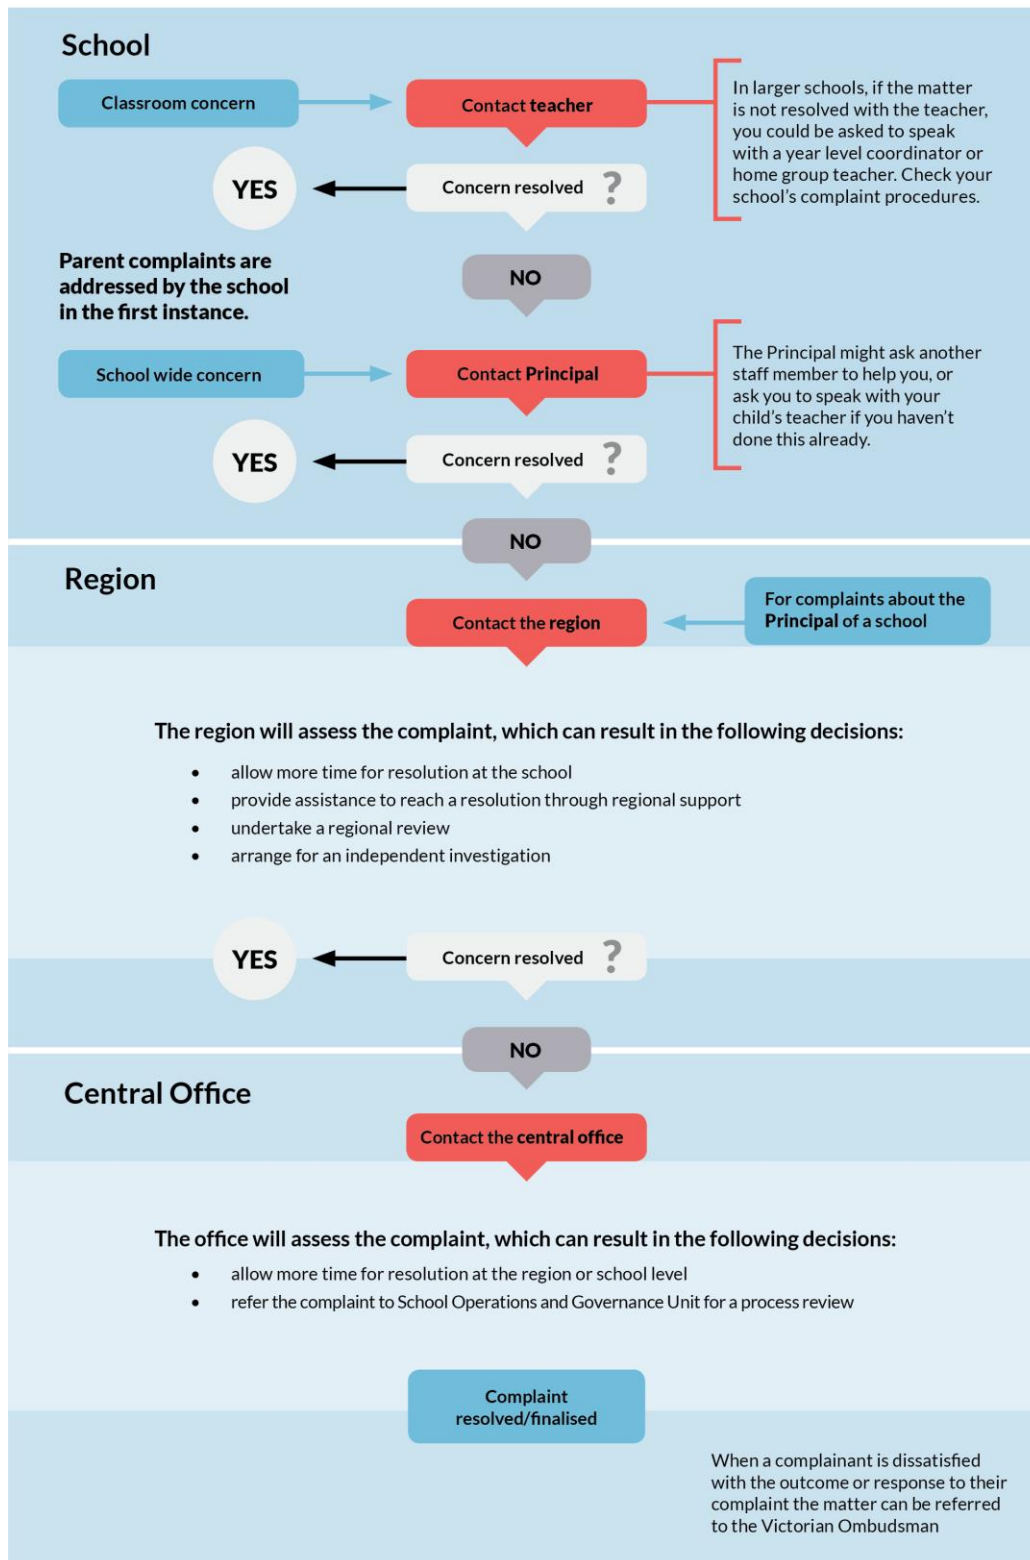 School
Classroom concern
Contact teacher
In larger schools, if the matter
is not resolved with the teacher,
you could be asked to speak
with a year level coordinator or
home group teacher. Check your
school’s complaint procedures.
YES
Concern resolved ?
NO
Parent complaints are
addressed by the school
in the first instance.
School wide concern
Contact Principal
The Principal might ask another
staff member to help you, or
ask you to speak with your
child’s teacher if you haven’t
done this already.
YES
Concern resolved ?
NO
Region
Contact the region
For complaints about the
Principal of a school
The region will assess the complaint, which can result in the following decisions:
• allow more time for resolution at the school
• provide assistance to reach a resolution through regional support
• undertake a regional review
• arrange for an independent investigation
YES
Concern resolved ?
NO
Central Office
Contact the central office
The office will assess the complaint, which can result in the following decisions:
• allow more time for resolution at the region or school level
• refer the complaint to School Operations and Governance Unit for a process review
Complaint
resolved/finalised
When a complainant is dissatisfied
with the outcome or response to their
complaint the matter can be referred
to the Victorian Ombudsman